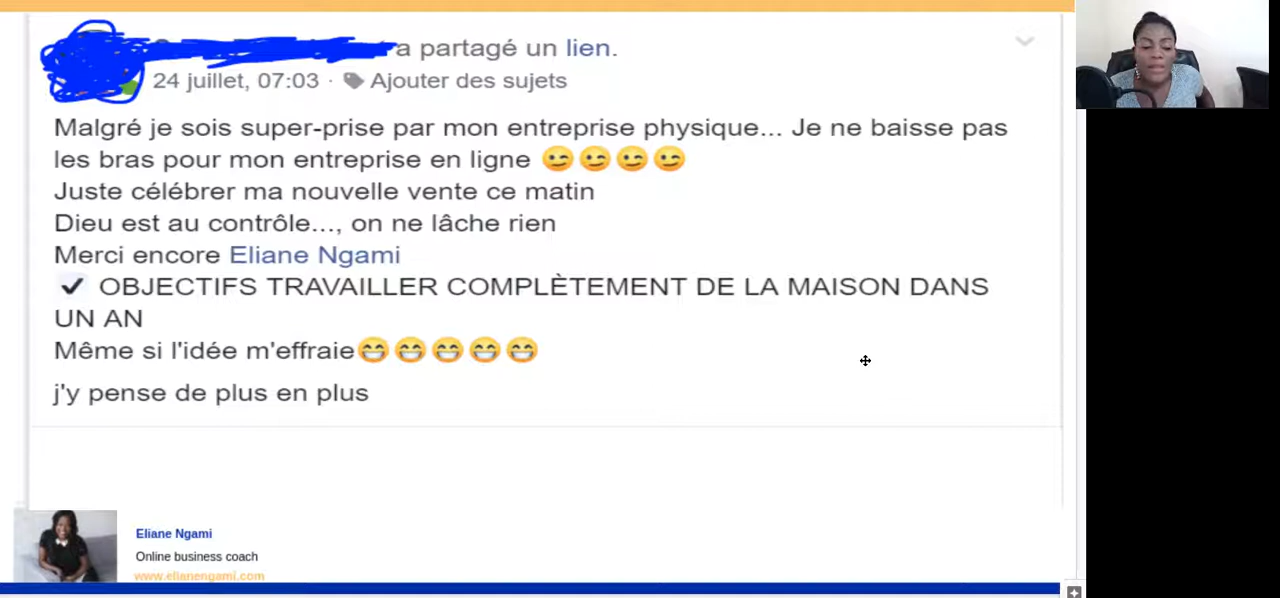 a partagé un lien.
24 juillet, 07:03 · Ajouter des sujets
Malgré je sois super-prise par mon entreprise physique... Je ne baisse pas
les bras pour mon entreprise en ligne 😉😉😉😉
Juste célébrer ma nouvelle vente ce matin
Dieu est au contrôle..., on ne lâche rien
Merci encore Eliane Ngami
✔ OBJECTIFS TRAVAILLER COMPLÈTEMENT DE LA MAISON DANS
UN AN
Même si l'idée m'effraie😁😁😁😁😁
j'y pense de plus en plus
Eliane Ngami
Online business coach
www.elianengami.com